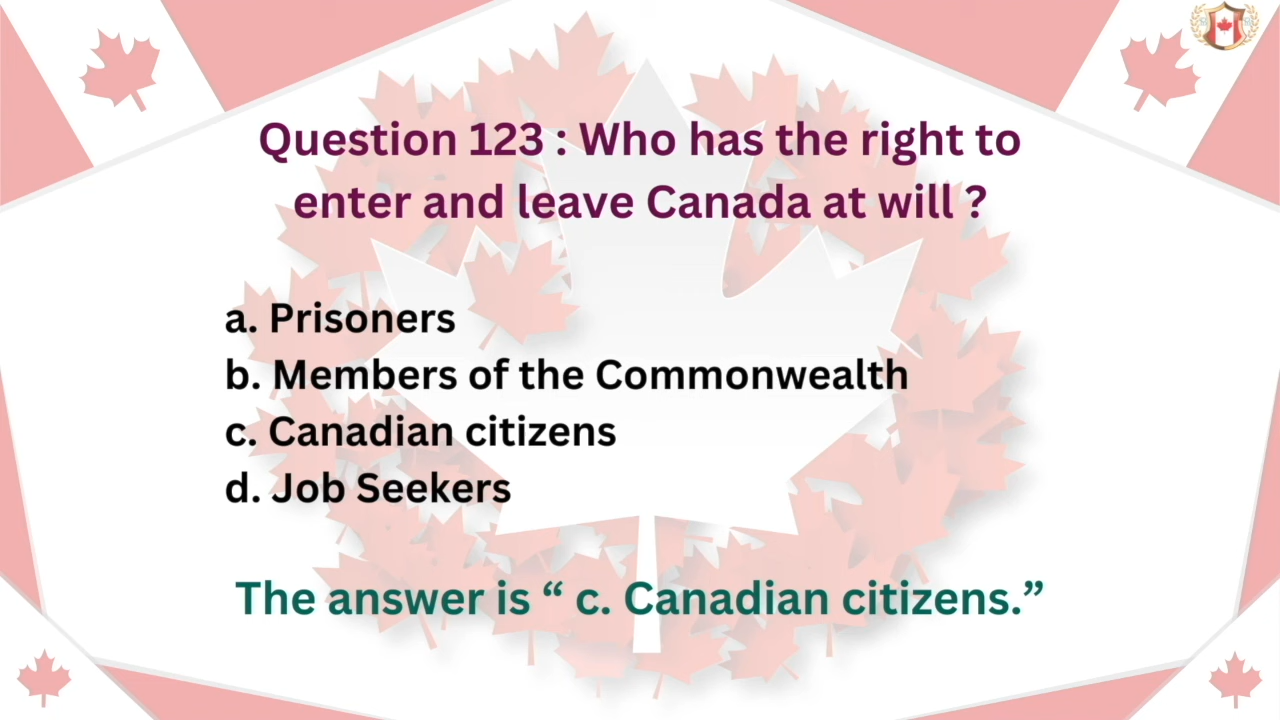 Question 123 : Who has the right to
enter and leave Canada at will ?
a. Prisoners
b. Members of the Commonwealth
c. Canadian citizens
d. Job Seekers
The answer is “ c. Canadian citizens.”